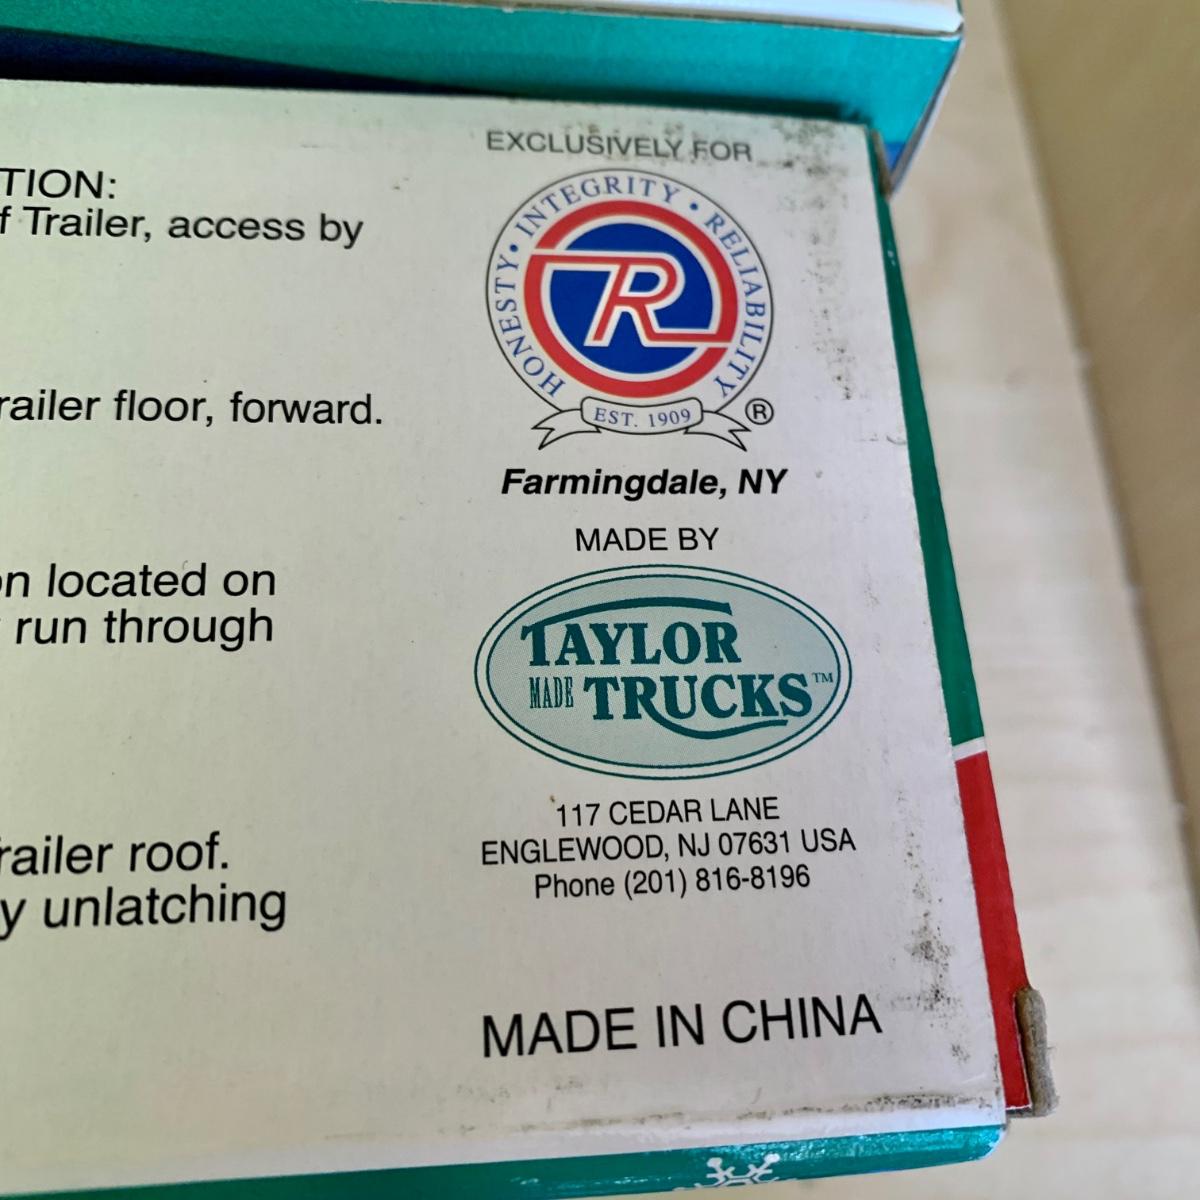 EXCLUSIVELY FOR
HONESTY • INTEGRITY • RELIABILITY
R
EST. 1909
®
Farmingdale, NY
MADE BY
TAYLOR
MADE TRUCKS™
117 CEDAR LANE
ENGLEWOOD, NJ 07631 USA
Phone (201) 816-8196
MADE IN CHINA
TION:
f Trailer, access by
railer floor, forward.
on located on
run through
railer roof.
y unlatching